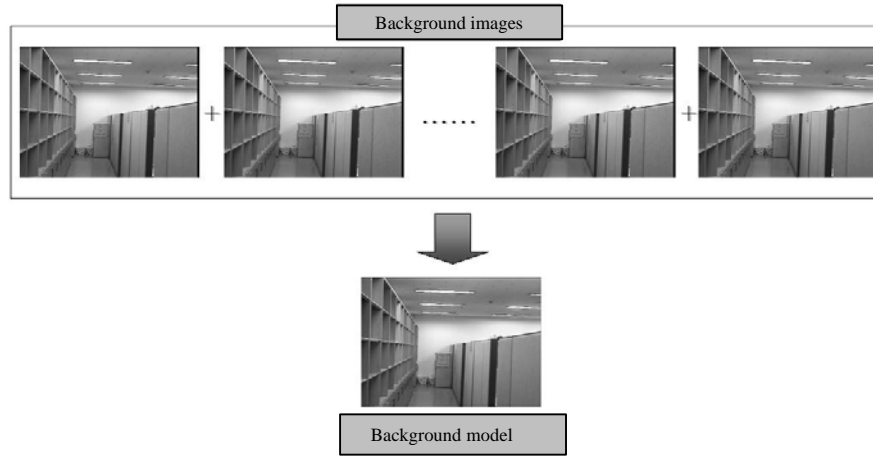 Background images
+ ...... +
Background model